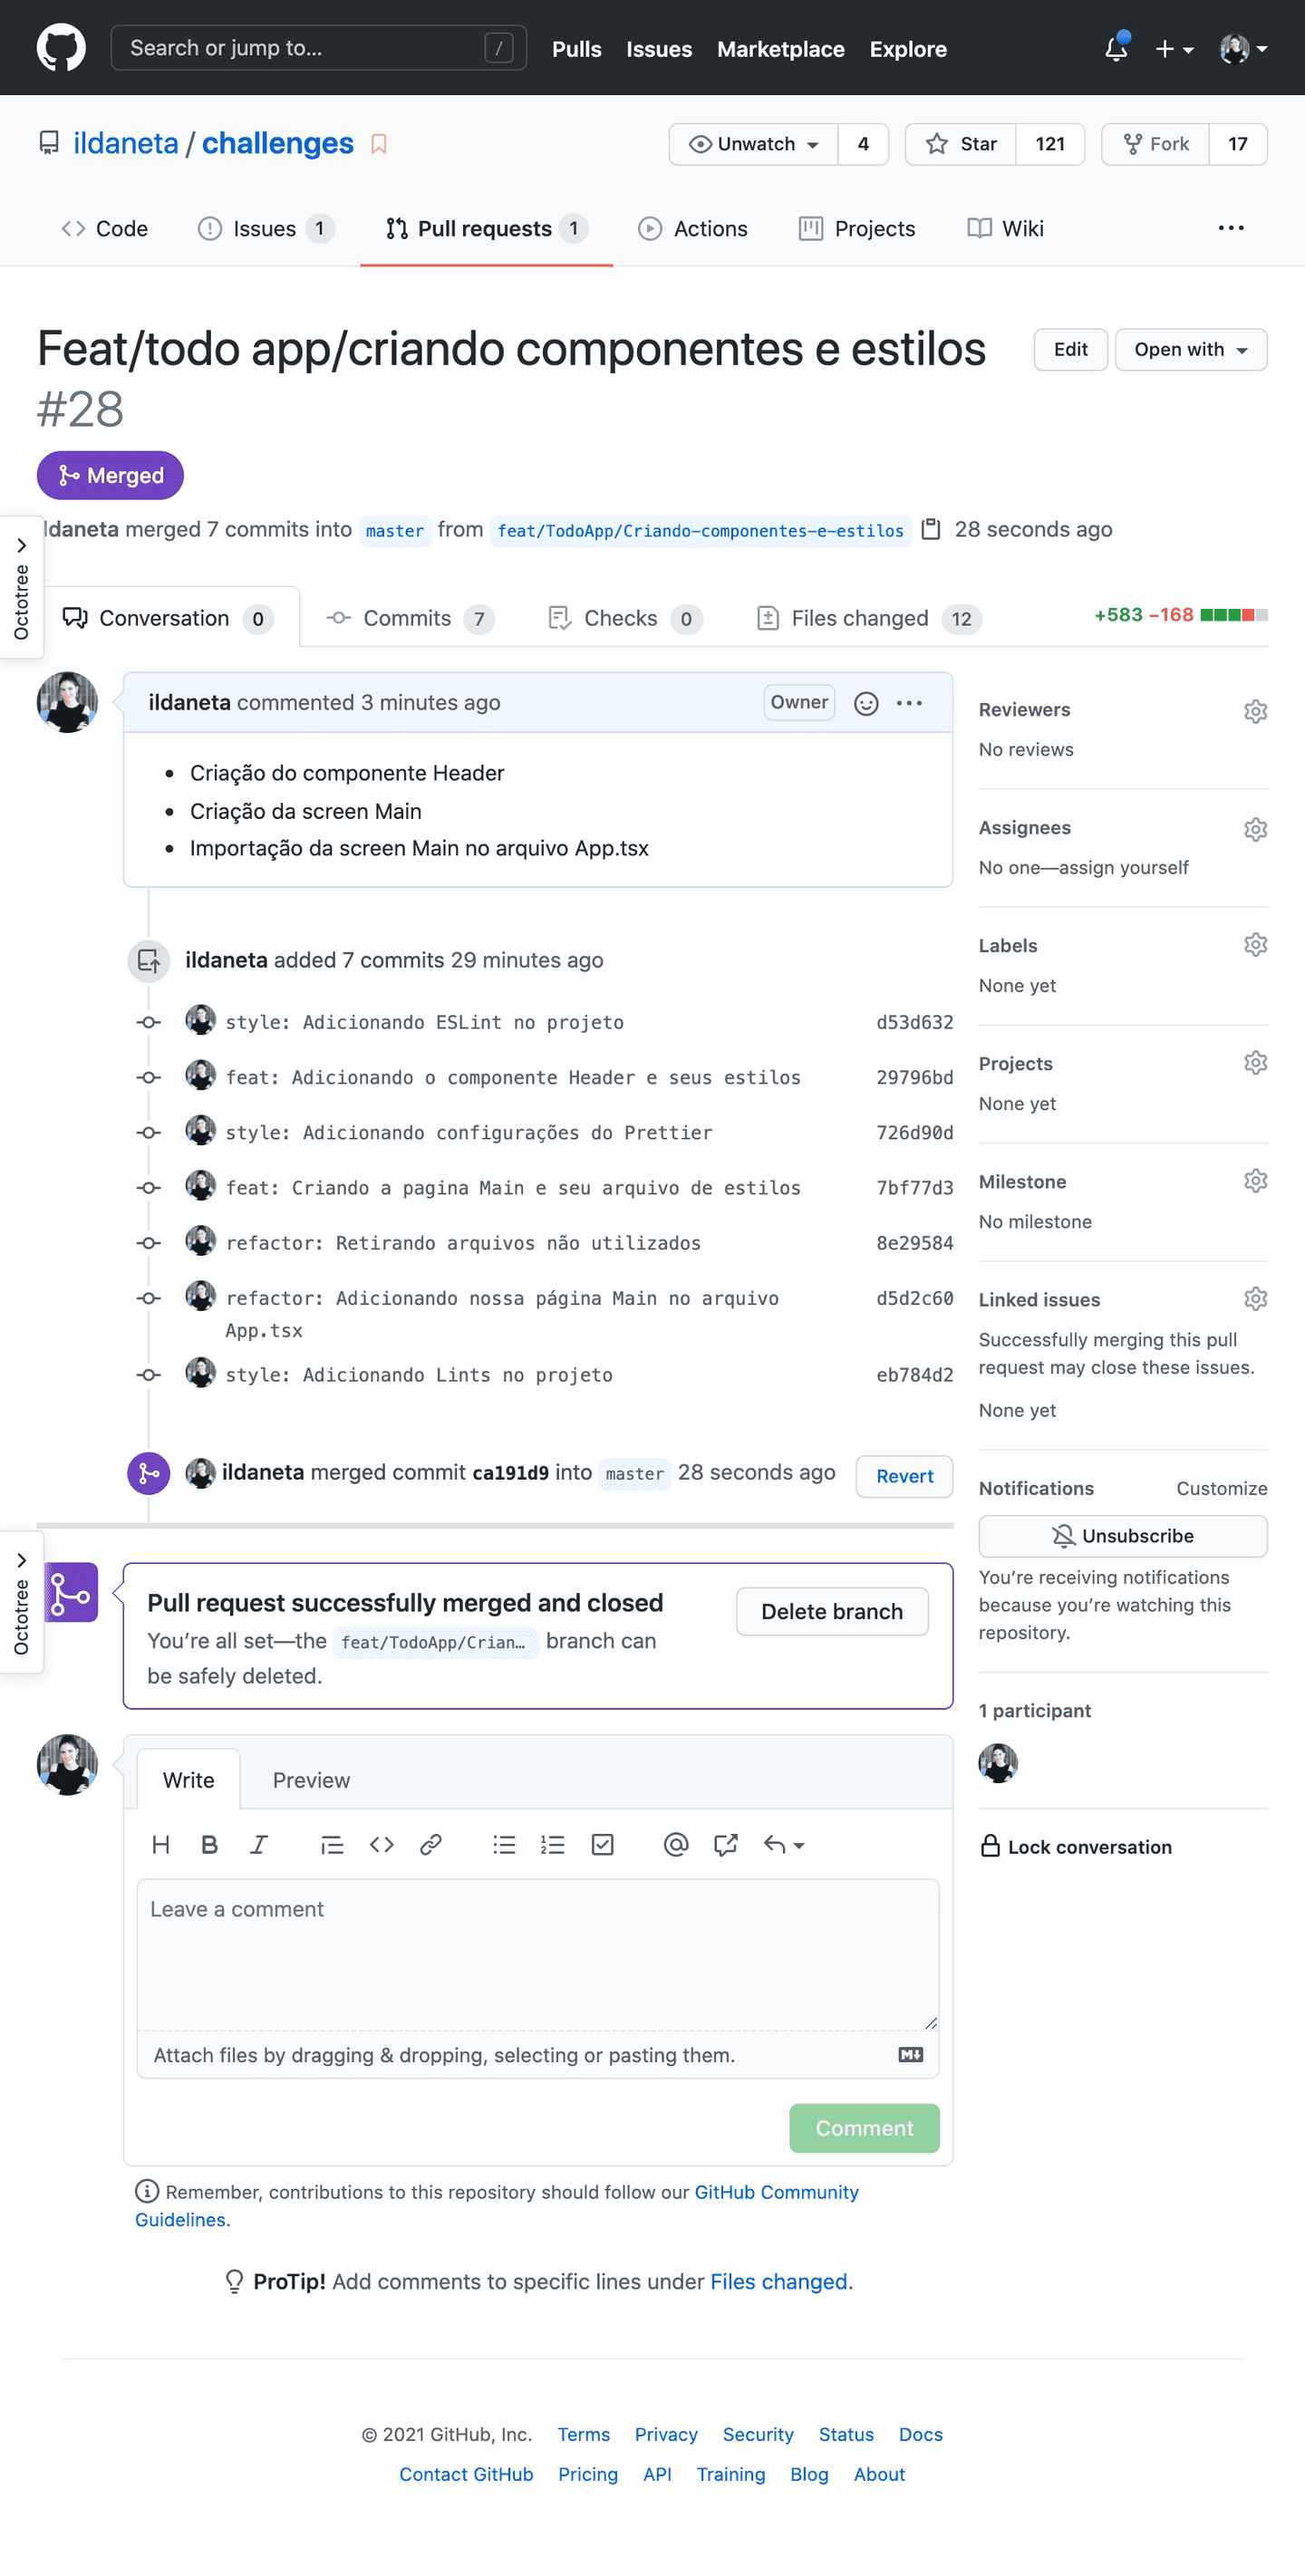 Search or jump to...
/
Pulls Issues Marketplace Explore
ildaneta / challenges
Unwatch 4 Star 121 Fork 17
Code Issues 1 Pull requests 1 Actions Projects Wiki
Feat/todo app/criando componentes e estilos
#28
Edit Open with
Merged
ldaneta merged 7 commits into master from feat/TodoApp/Criando-componentes-e-estilos 28 seconds ago
Octotree
Conversation 0 Commits 7 Checks 0 Files changed 12 +583 −168
ildaneta commented 3 minutes ago Owner
Criação do componente Header
Criação da screen Main
Importação da screen Main no arquivo App.tsx
ildaneta added 7 commits 29 minutes ago
style: Adicionando ESLint no projeto d53d632
feat: Adicionando o componente Header e seus estilos 29796bd
style: Adicionando configurações do Prettier 726d90d
feat: Criando a pagina Main e seu arquivo de estilos 7bf77d3
refactor: Retirando arquivos não utilizados 8e29584
refactor: Adicionando nossa página Main no arquivo d5d2c60
App.tsx
style: Adicionando Lints no projeto eb784d2
ildaneta merged commit ca191d9 into master 28 seconds ago Revert
Octotree
Pull request successfully merged and closed
You’re all set—the feat/TodoApp/Crian… branch can
be safely deleted.
Delete branch
Write Preview
H B I
Leave a comment
Attach files by dragging & dropping, selecting or pasting them.
Comment
Remember, contributions to this repository should follow our GitHub Community
Guidelines.
ProTip! Add comments to specific lines under Files changed.
Reviewers
No reviews
Assignees
No one—assign yourself
Labels
None yet
Projects
None yet
Milestone
No milestone
Linked issues
Successfully merging this pull
request may close these issues.
None yet
Notifications Customize
Unsubscribe
You’re receiving notifications
because you’re watching this
repository.
1 participant
Lock conversation
© 2021 GitHub, Inc. Terms Privacy Security Status Docs
Contact GitHub Pricing API Training Blog About